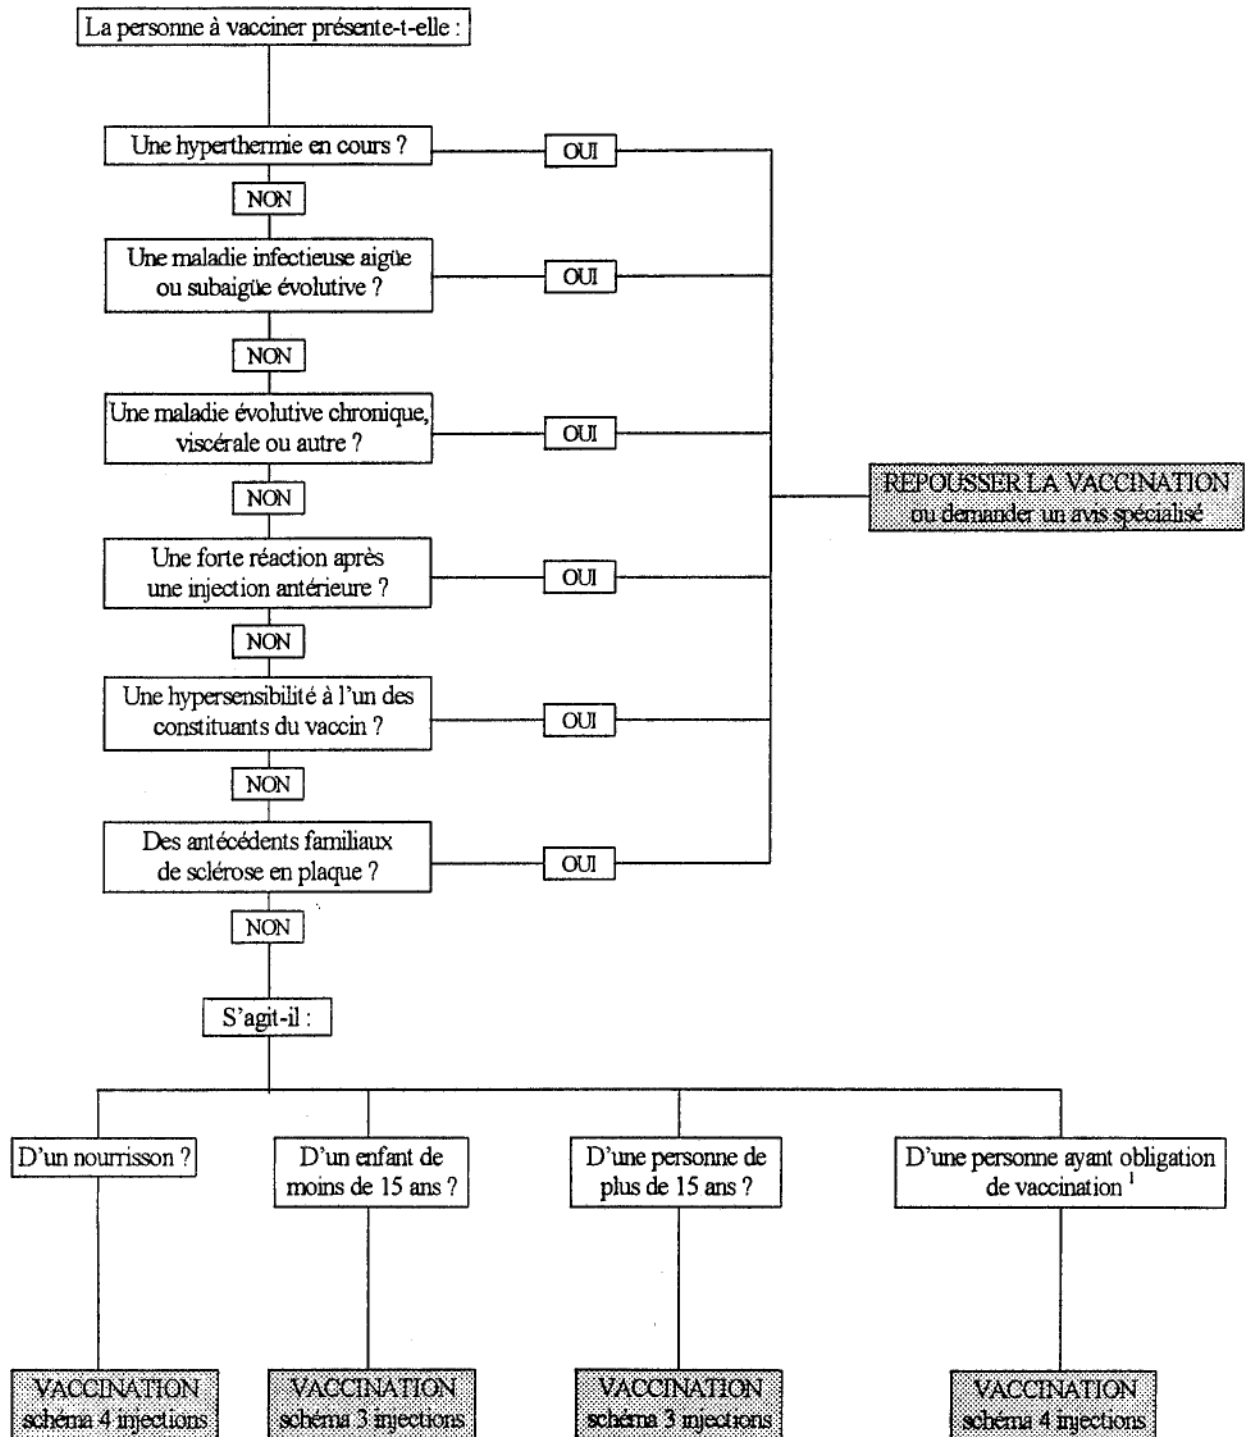 La personne à vacciner présente-t-elle :
Une hyperthermie en cours ?
OUI
NON
Une maladie infectieuse aigüe
ou subaigüe évolutive ?
OUI
NON
Une maladie évolutive chronique,
viscérale ou autre ?
OUI
NON
REPOUSSER LA VACCINATION
ou demander un avis spécialisé
Une forte réaction après
une injection antérieure ?
OUI
NON
Une hypersensibilité à l'un des
constituants du vaccin ?
OUI
NON
Des antécédents familiaux
de sclérose en plaque ?
OUI
NON
S'agit-il :
D'un nourrisson ?
D'un enfant de
moins de 15 ans ?
D'une personne de
plus de 15 ans ?
D'une personne ayant obligation
de vaccination 1
VACCINATION
schéma 4 injections
VACCINATION
schéma 3 injections
VACCINATION
schéma 3 injections
VACCINATION
schéma 4 injections